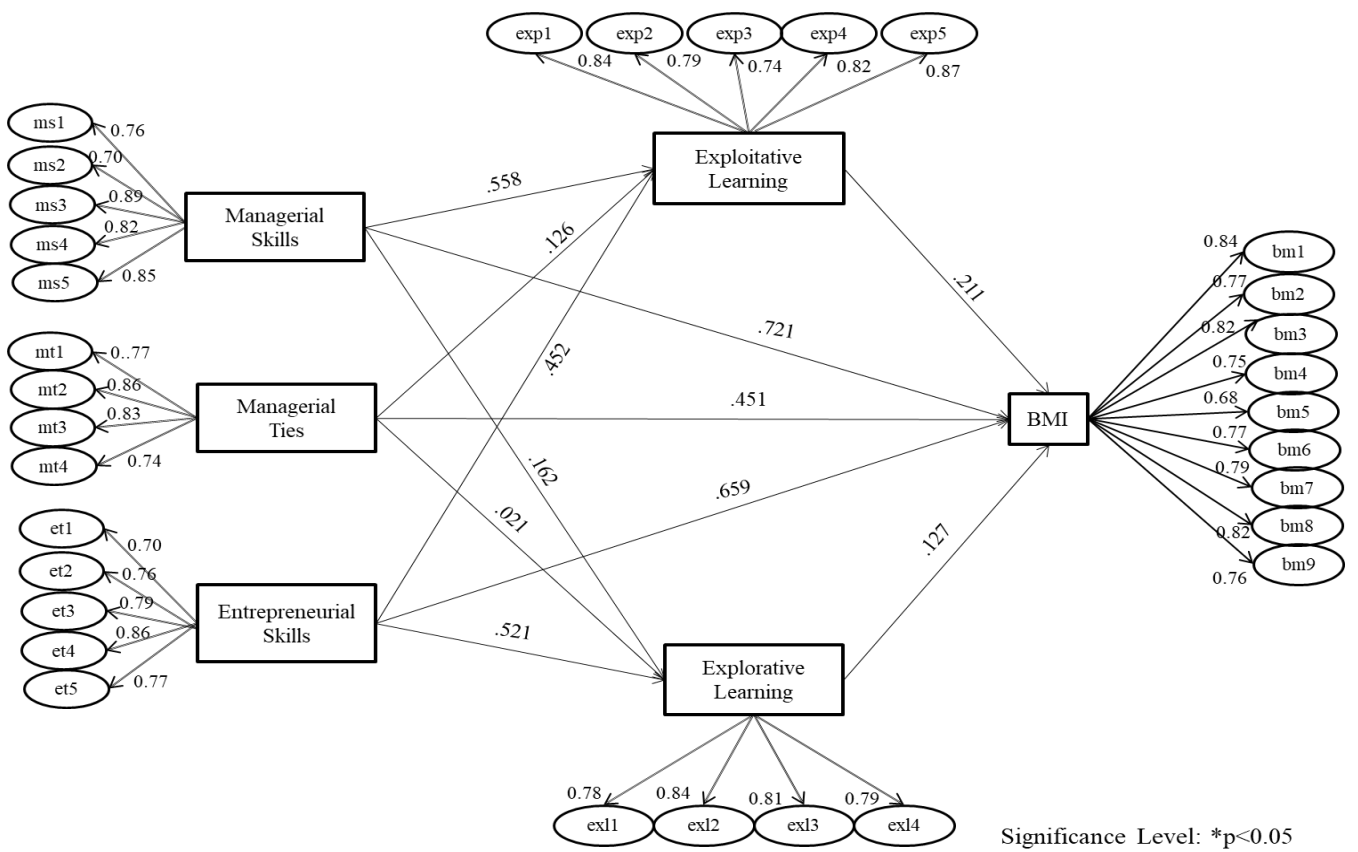 exp1
exp2
exp3
exp4
exp5
0.84
0.79
0.74
0.82
0.87
ms1
ms2
ms3
ms4
ms5
0.76
0.70
0.89
0.82
0.85
Managerial
Skills
Exploitative
Learning
.558
.126
.452
.721
.211
mt1
mt2
mt3
mt4
0..77
0.86
0.83
0.74
Managerial
Ties
.451
.162
.021
.659
.127
BMI
0.84
0.77
0.82
0.75
0.68
0.77
0.79
0.82
0.76
bm1
bm2
bm3
bm4
bm5
bm6
bm7
bm8
bm9
et1
et2
et3
et4
et5
0.70
0.76
0.79
0.86
0.77
Entrepreneurial
Skills
.521
Explorative
Learning
0.78
0.84
0.81
0.79
exl1
exl2
exl3
exl4
Significance Level: *p<0.05